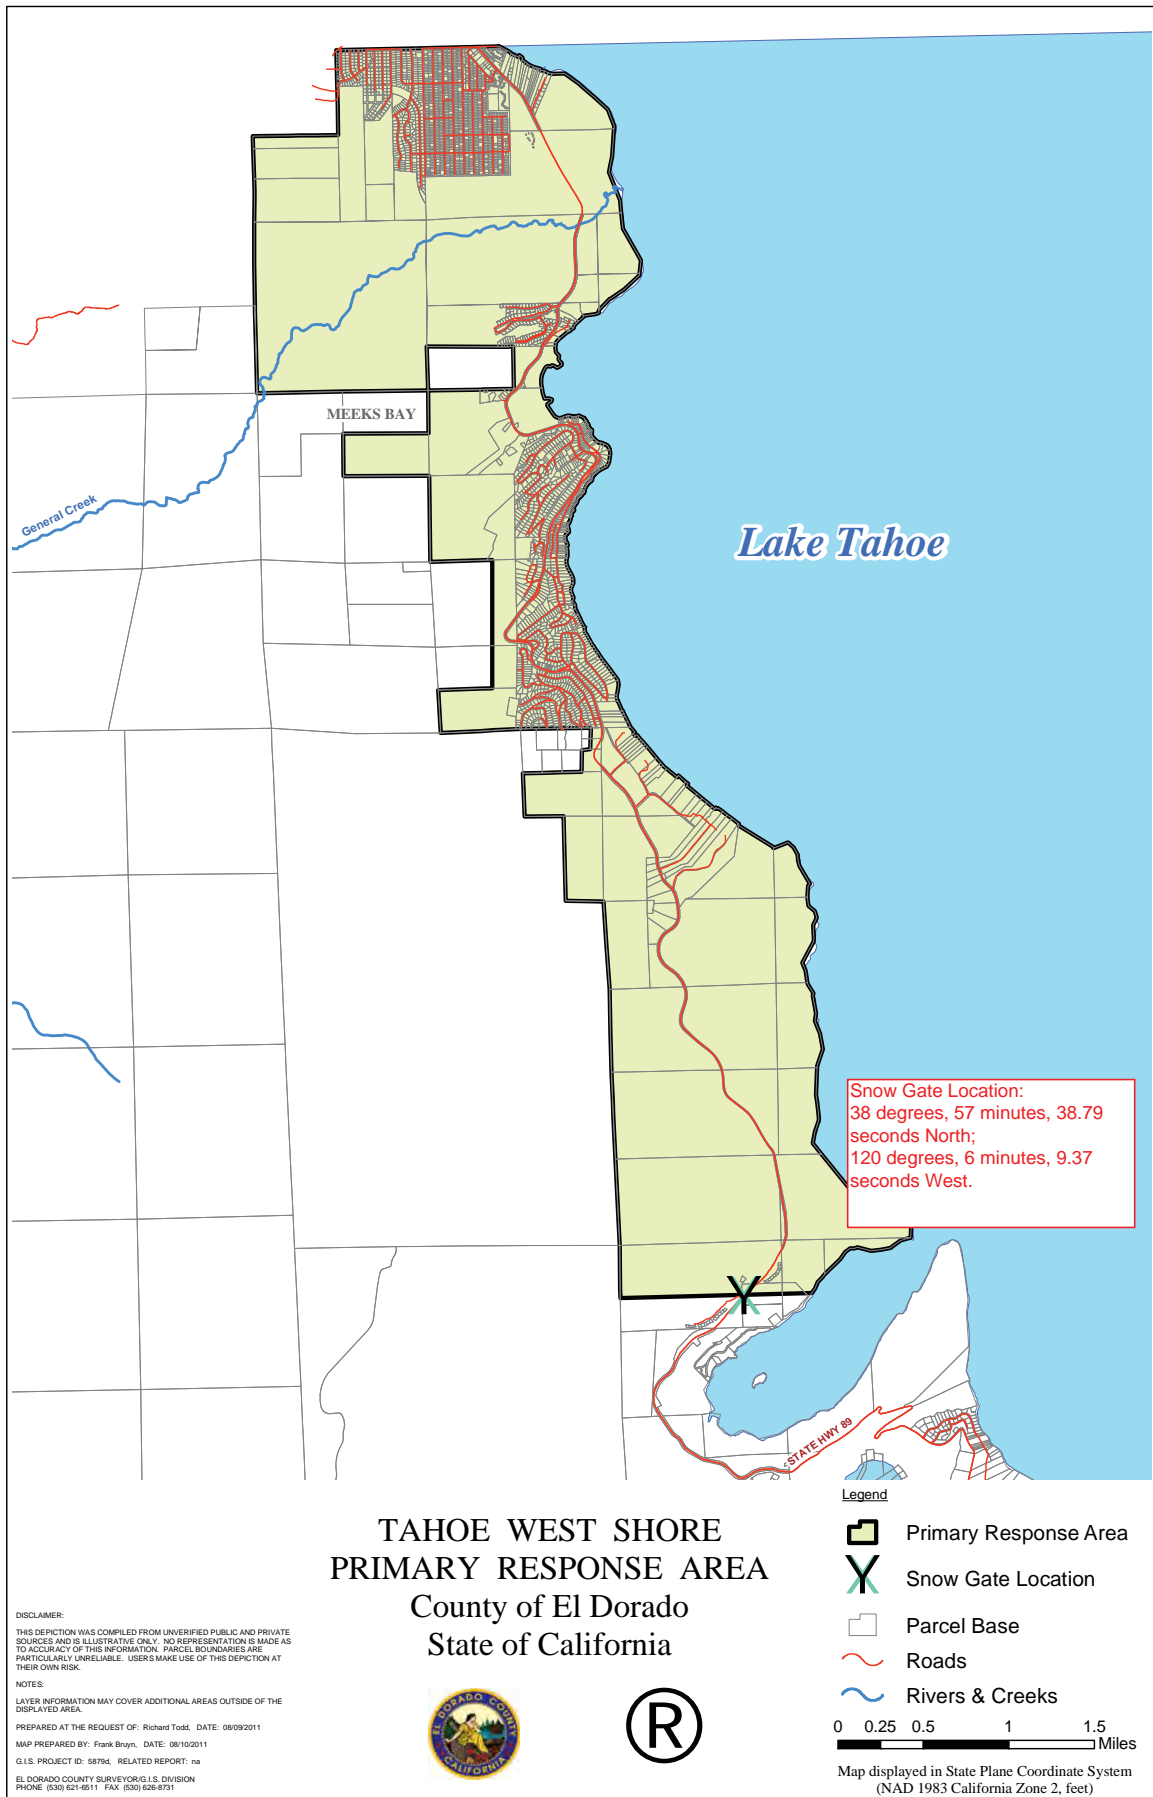 MEEKS BAY
General Creek
Lake Tahoe
Snow Gate Location:
38 degrees, 57 minutes, 38.79
seconds North;
120 degrees, 6 minutes, 9.37
seconds West.
STATE HWY 89
TAHOE WEST SHORE
PRIMARY RESPONSE AREA
County of El Dorado
State of California
EL DORADO COUNTY
CALIFORNIA
®
Legend
Primary Response Area
Snow Gate Location
Parcel Base
Roads
Rivers & Creeks
0 0.25 0.5 1 1.5
Miles
Map displayed in State Plane Coordinate System
(NAD 1983 California Zone 2, feet)
DISCLAIMER:
THIS DEPICTION WAS COMPILED FROM UNVERIFIED PUBLIC AND PRIVATE
SOURCES AND IS ILLUSTRATIVE ONLY. NO REPRESENTATION IS MADE AS
TO ACCURACY OF THIS INFORMATION. PARCEL BOUNDARIES ARE
PARTICULARLY UNRELIABLE. USERS MAKE USE OF THIS DEPICTION AT
THEIR OWN RISK.
NOTES:
LAYER INFORMATION MAY COVER ADDITIONAL AREAS OUTSIDE OF THE
DISPLAYED AREA.
PREPARED AT THE REQUEST OF: Richard Todd, DATE: 08/09/2011
MAP PREPARED BY: Frank Bruyn, DATE: 08/10/2011
G.I.S. PROJECT ID: 5879d, RELATED REPORT: na
EL DORADO COUNTY SURVEYOR/G.I.S. DIVISION
PHONE (530) 621-6511 FAX (530) 626-8731